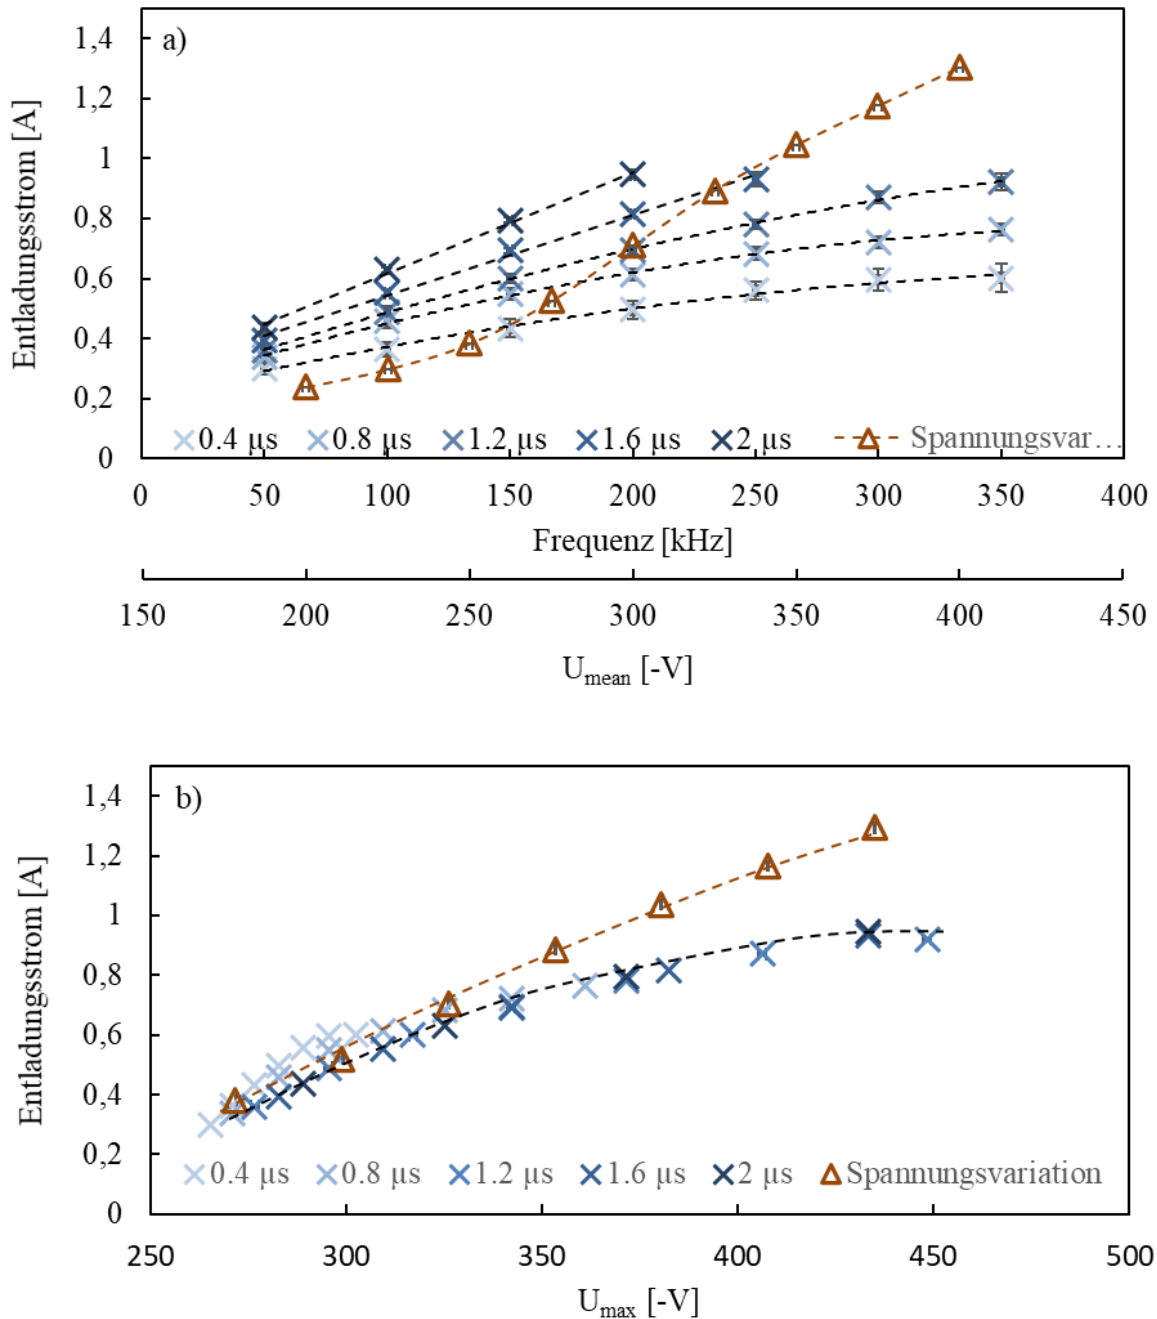 a)
1,4
1,2
1
0,8
0,6
0,4
0,2
0
Entladungsstrom [A]
0.4 µs 0.8 µs 1.2 µs 1.6 µs 2 µs Spannungsvar…
0 50 100 150 200 250 300 350 400
Frequenz [kHz]
150 200 250 300 350 400 450
Umean [-V]
b)
1,4
1,2
1
0,8
0,6
0,4
0,2
0
Entladungsstrom [A]
0.4 µs 0.8 µs 1.2 µs 1.6 µs 2 µs Spannungsvariation
250 300 350 400 450 500
Umax [-V]